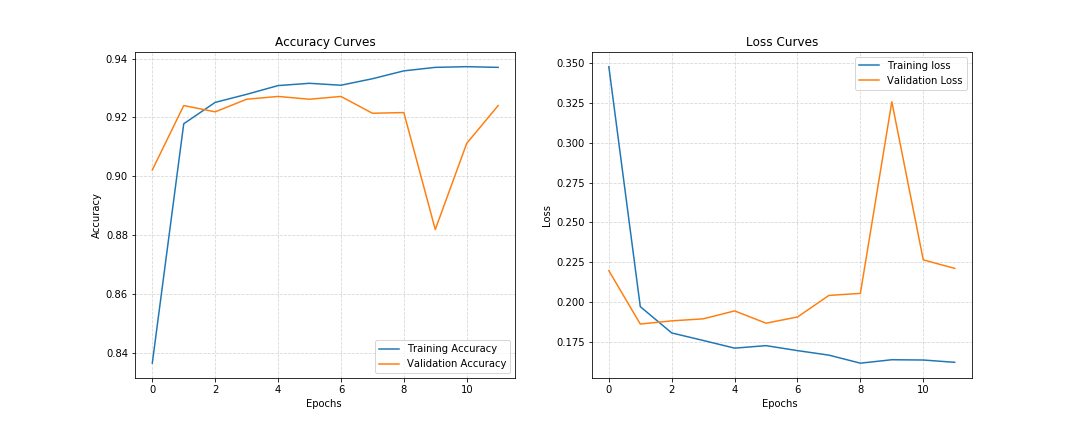 Accuracy Curves
0.94
0.92
0.90
0.88
0.86
0.84
Accuracy
0 2 4 6 8 10
Epochs
Training Accuracy
Validation Accuracy
Loss Curves
0.350
0.325
0.300
0.275
0.250
0.225
0.200
0.175
Loss
0 2 4 6 8 10
Epochs
Training loss
Validation Loss